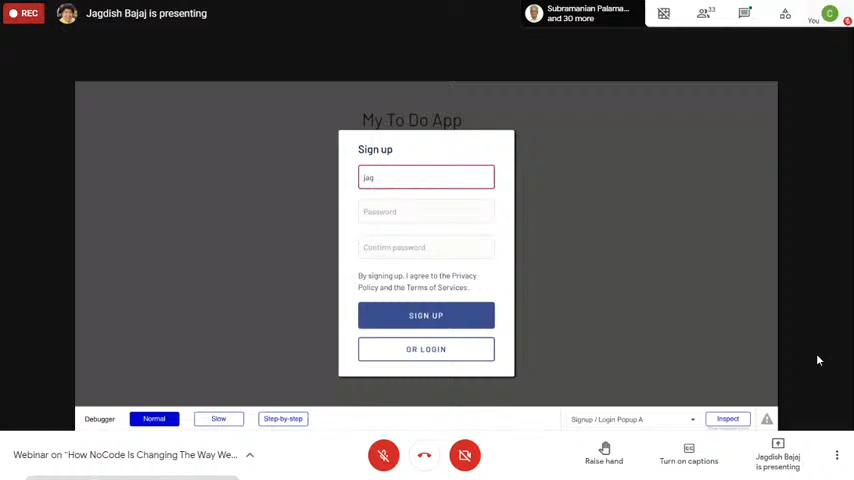 REC
Jagdish Bajaj is presenting
Subramanian Palama...
and 30 more
33
You
C
My To Do App
Sign up
jag
Password
Confirm password...
By signing up, I agree to the Privacy
Policy and the Terms of Services.
SIGN UP
OR LOGIN
Debugger
Normal
Slow
Step-by-step
Signup / Login Popup A
Inspect
Webinar on "How NoCode Is Changing The Way We...
Raise hand
CC
Turn on captions
Jagdish Bajaj
is presenting